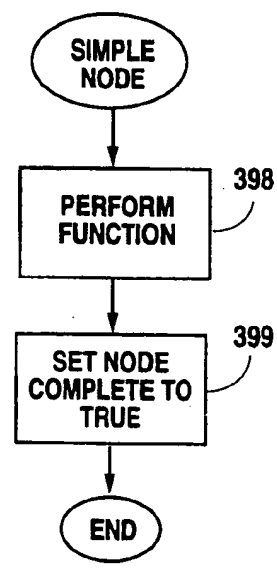 SIMPLE
NODE
398
PERFORM
FUNCTION
399
SET NODE
COMPLETE TO
TRUE
END